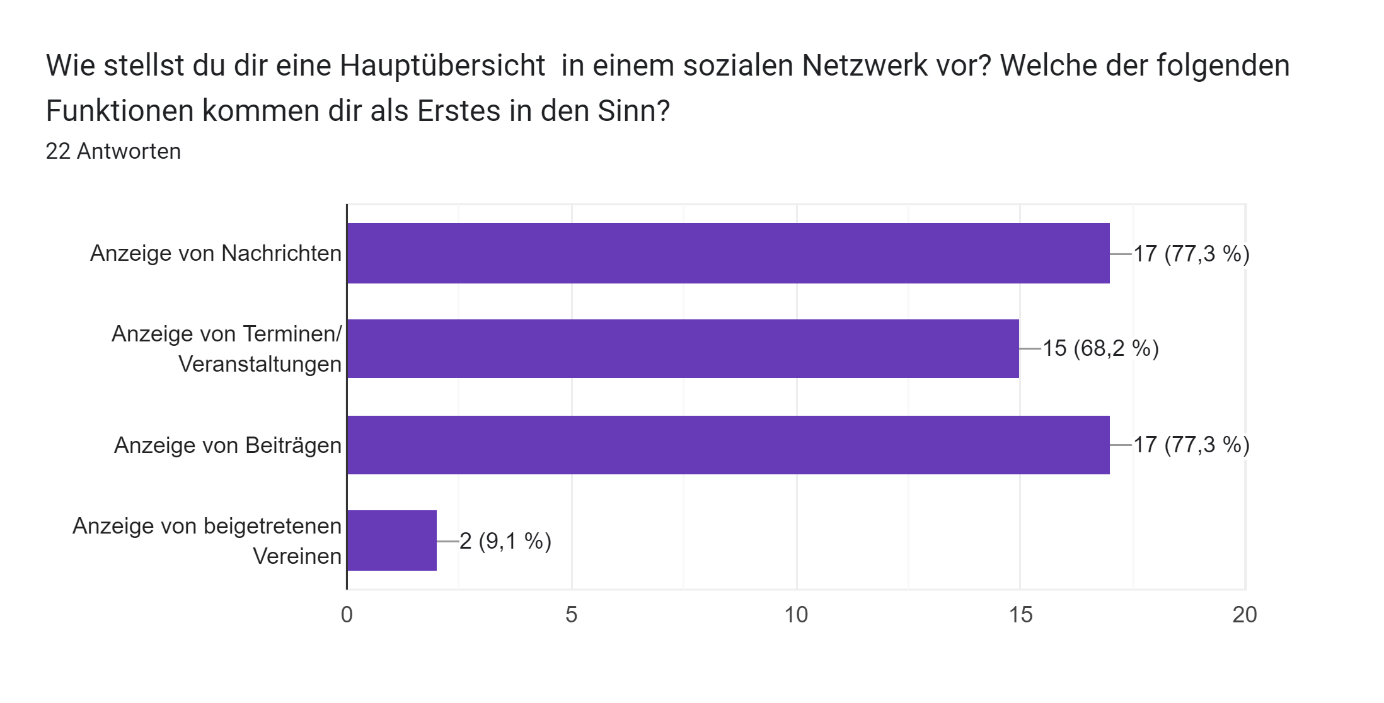 Wie stellst du dir eine Hauptübersicht  in einem sozialen Netzwerk vor? Welche der folgenden
Funktionen kommen dir als Erstes in den Sinn?
22 Antworten
Anzeige von Nachrichten
17 (77,3 %)
Anzeige von Terminen/
Veranstaltungen
15 (68,2 %)
Anzeige von Beiträgen
17 (77,3 %)
Anzeige von beigetretenen
Vereinen
2 (9,1 %)
0 5 10 15 20